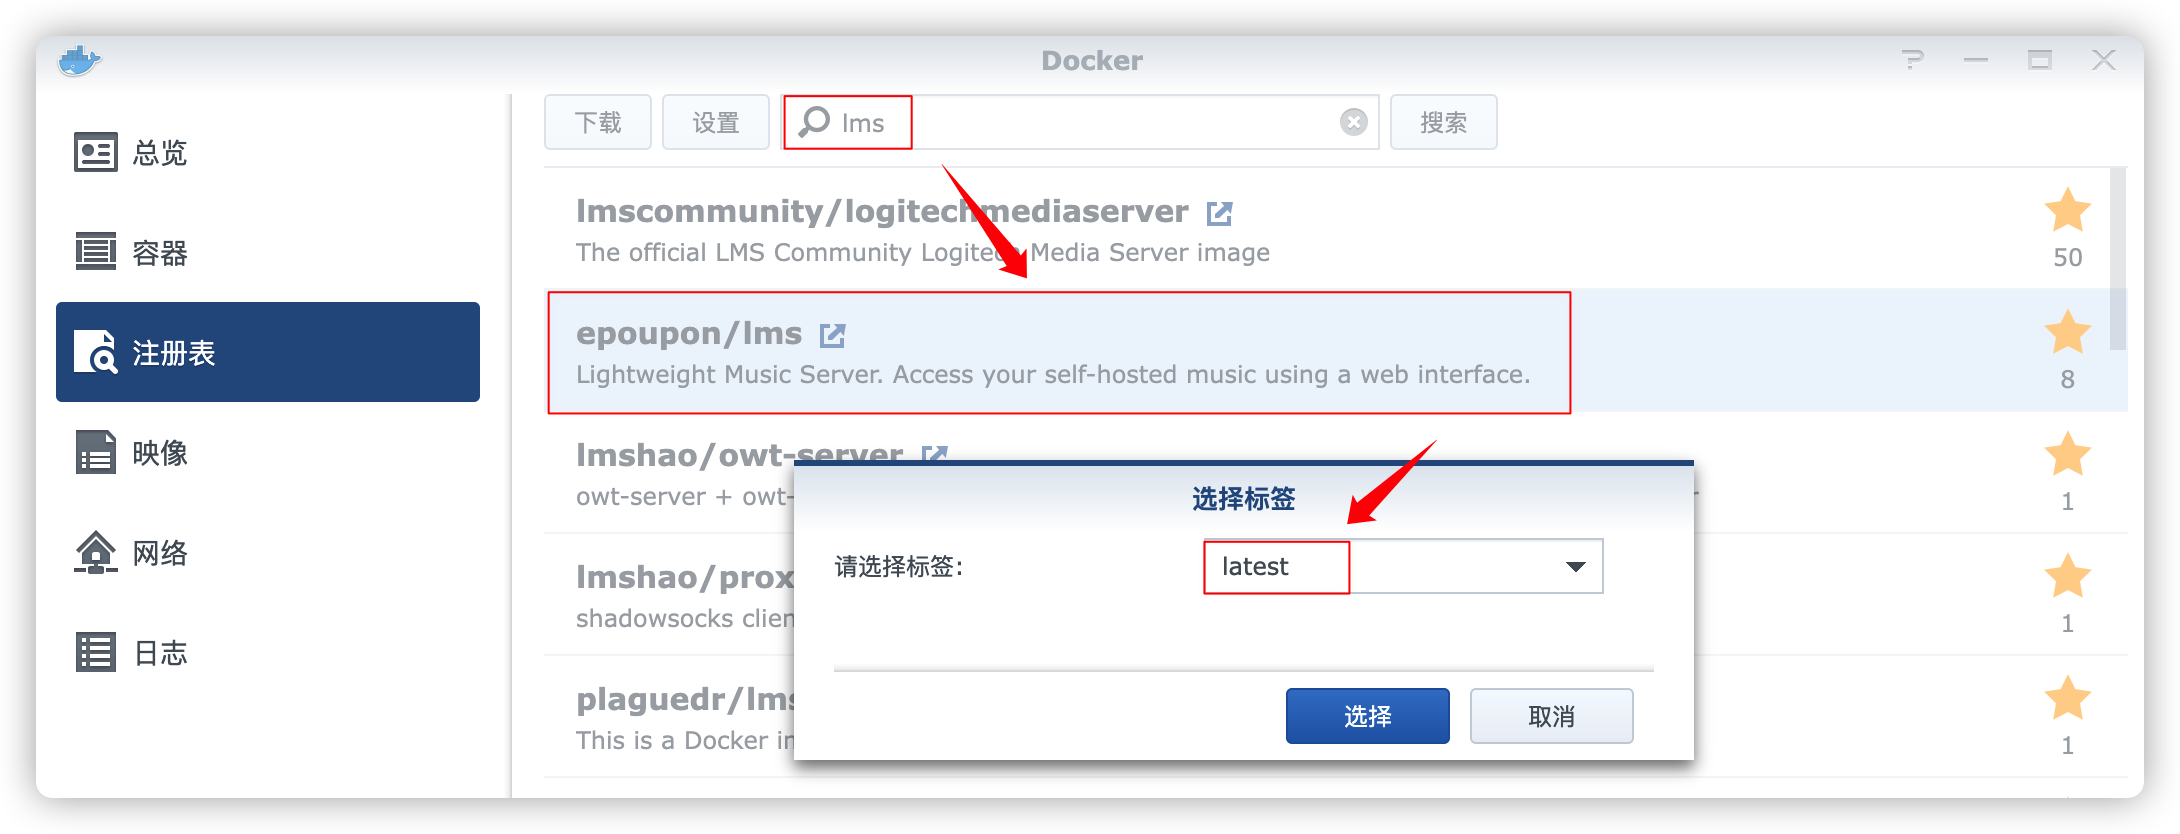 Docker
总览
容器
注册表
映像
网络
日志
下载 设置 lms 搜索
lmscommunity/logitechmediaserver
The official LMS Community Logitech Media Server image
50
epoupon/lms
Lightweight Music Server. Access your self-hosted music using a web interface.
8
lmshao/owt-server
owt-server + owt-
1
lmshao/prox
shadowsocks clien
1
plaguedr/lms
This is a Docker
1
选择标签
请选择标签: latest
选择 取消